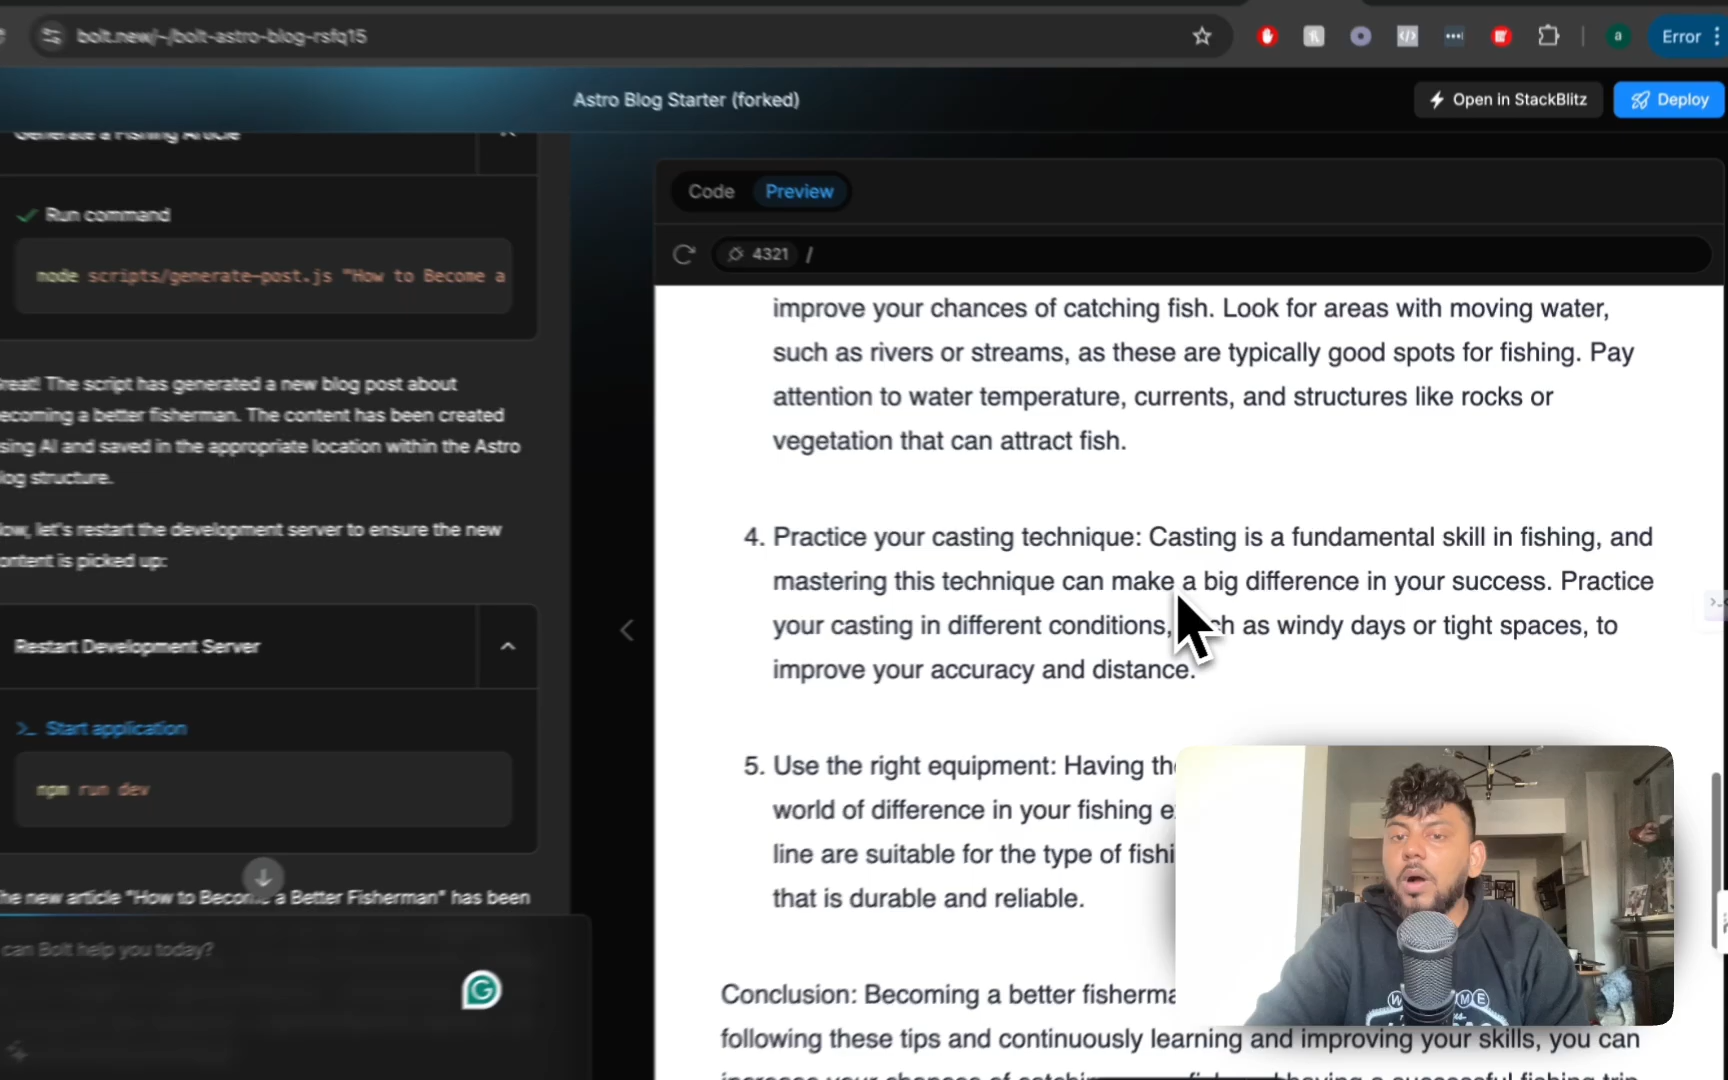 bolt.new/~/bolt-astro-blog-rsfq15
a
Error
Astro Blog Starter (forked)
Open in StackBlitz
Deploy
Generate a Fishing Article
Run command
node scripts/generate-post.js "How to Become a
reat! The script has generated a new blog post about
ecoming a better fisherman. The content has been created
sing AI and saved in the appropriate location within the Astro
log structure.
ow, let's restart the development server to ensure the new
ontent is picked up:
Restart Development Server
>_ Start application
npm run dev
he new article "How to Become a Better Fisherman" has been
can Bolt help you today?
Code
Preview
4321 /
improve your chances of catching fish. Look for areas with moving water,
such as rivers or streams, as these are typically good spots for fishing. Pay
attention to water temperature, currents, and structures like rocks or
vegetation that can attract fish.
4. Practice your casting technique: Casting is a fundamental skill in fishing, and
mastering this technique can make a big difference in your success. Practice
your casting in different conditions, such as windy days or tight spaces, to
improve your accuracy and distance.
5. Use the right equipment: Having the
world of difference in your fishing e
line are suitable for the type of fishi
that is durable and reliable.
Conclusion: Becoming a better fisherma
following these tips and continuously learning and improving your skills, you can